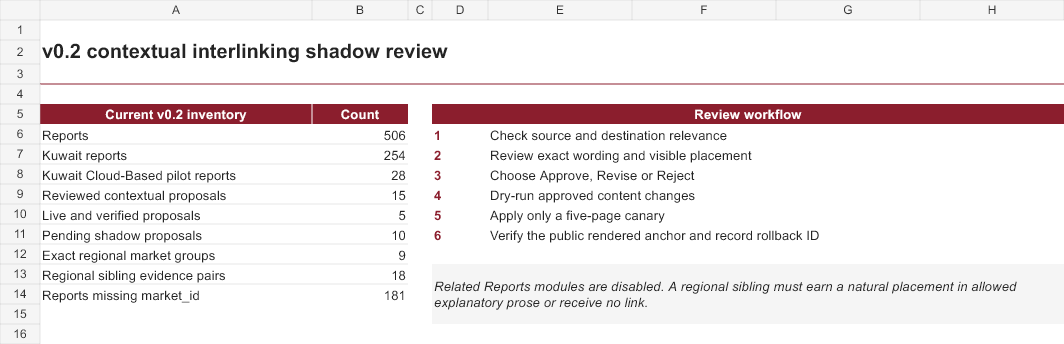 A B C D E F G H
1
2 v0.2 contextual interlinking shadow review
3
4
5 Current v0.2 inventory Count Review workflow
6 Reports 506 1 Check source and destination relevance
7 Kuwait reports 254 2 Review exact wording and visible placement
8 Kuwait Cloud-Based pilot reports 28 3 Choose Approve, Revise or Reject
9 Reviewed contextual proposals 15 4 Dry-run approved content changes
10 Live and verified proposals 5 5 Apply only a five-page canary
11 Pending shadow proposals 10 6 Verify the public rendered anchor and record rollback ID
12 Exact regional market groups 9
13 Regional sibling evidence pairs 18
Related Reports modules are disabled. A regional sibling must earn a natural placement in allowed
14 Reports missing market_id 181
explanatory prose or receive no link.
15
16